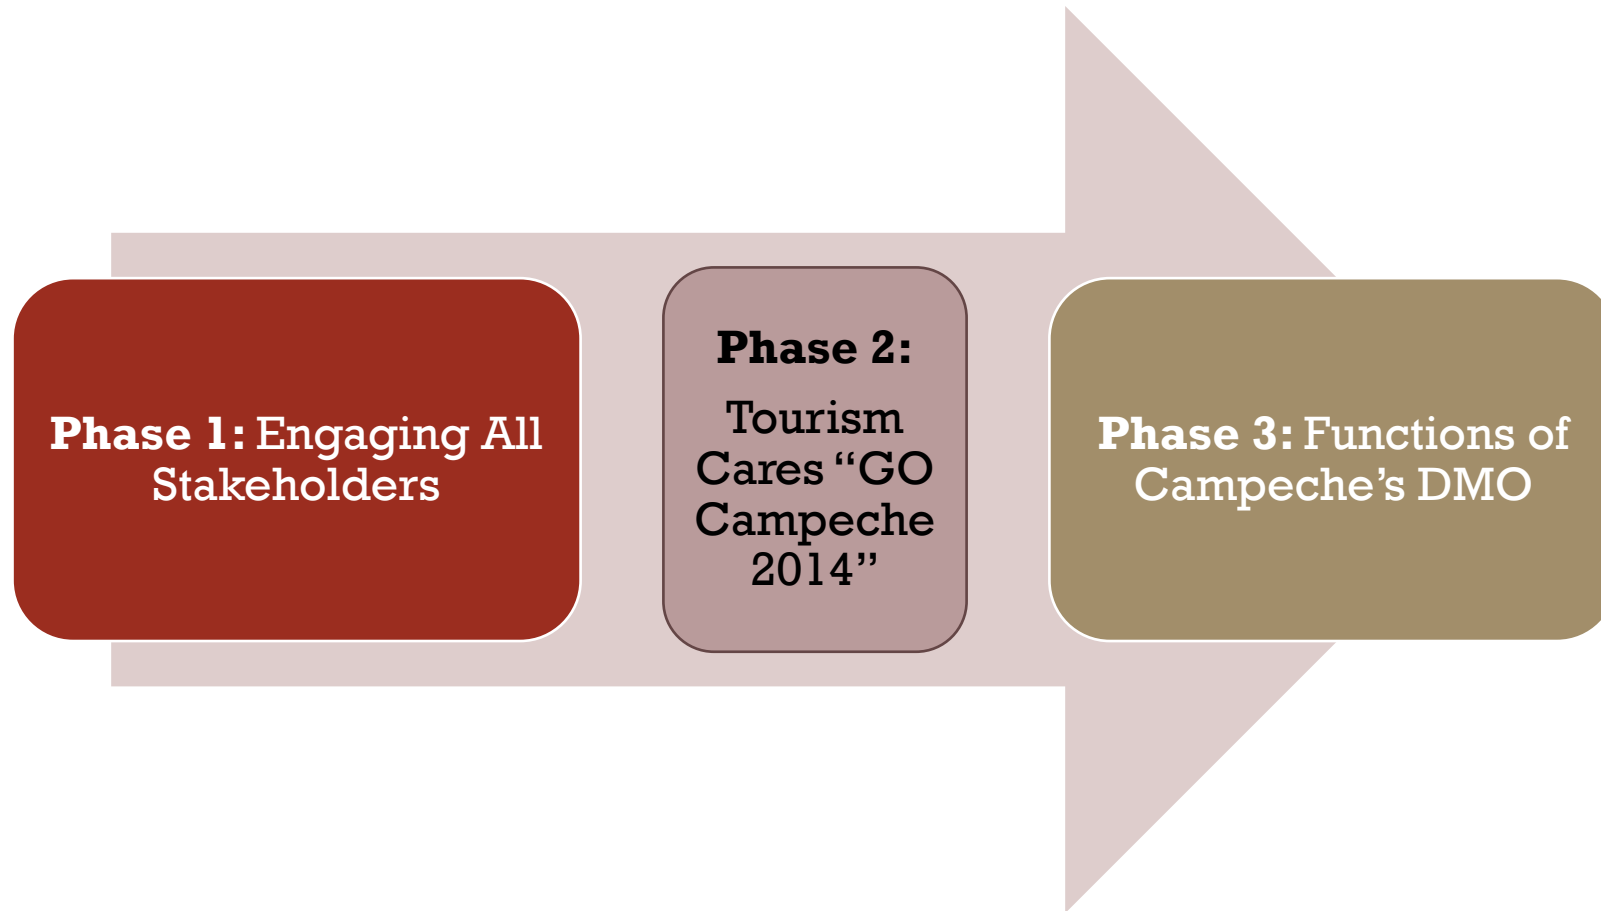 Phase 1: Engaging All
Stakeholders
Phase 2:
Tourism
Cares “GO
Campeche
2014”
Phase 3: Functions of
Campeche’s DMO